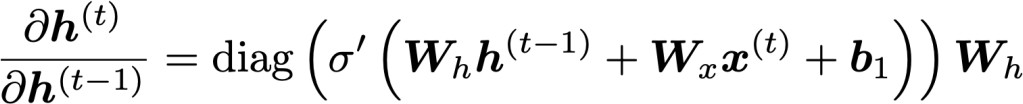 ∂h^(t)/∂h^(t−1) = diag(σ′(W_h h^(t−1) + W_x x^(t) + b_1)) W_h